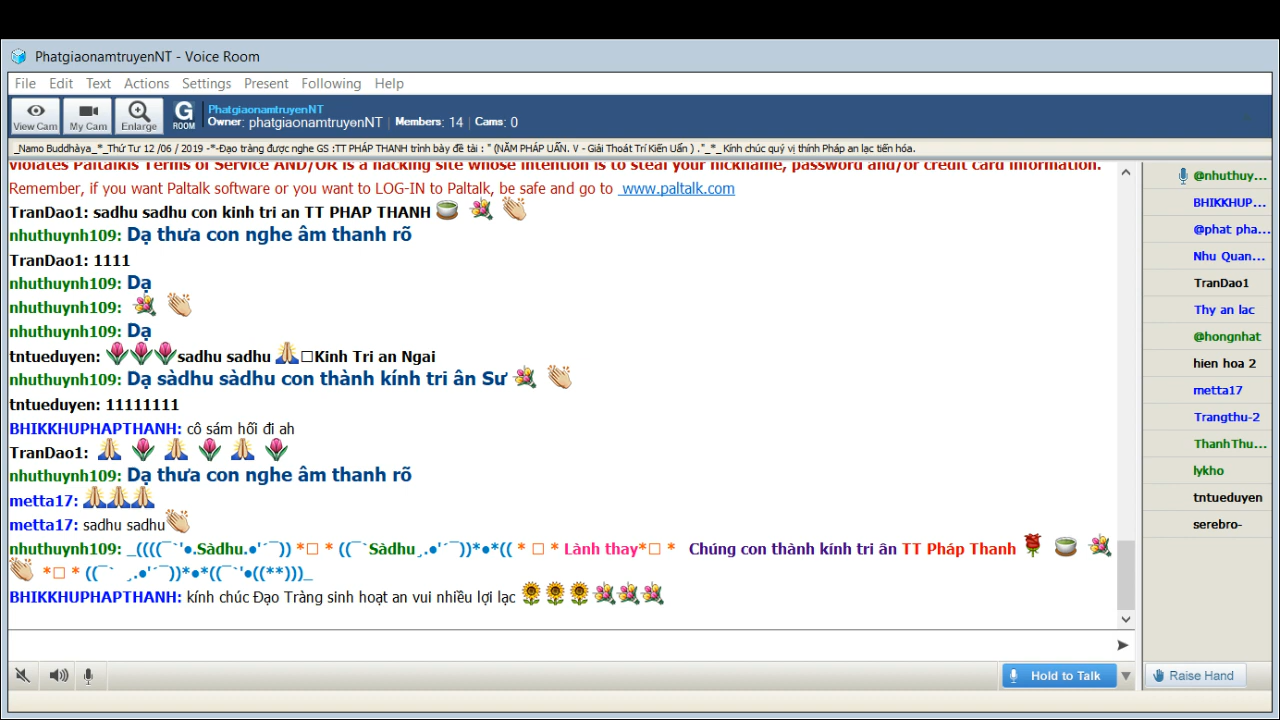 PhatgiaonamtruyenNT - Voice Room
File Edit Text Actions Settings Present Following Help
View Cam My Cam Enlarge G ROOM PhatgiaonamtruyenNT
Owner: phatgiaonamtruyenNT | Members: 14 | Cams: 0
_Namo Buddhàya_*_Thứ Tư 12 /06 / 2019 -*-Đạo tràng được nghe GS :TT PHÁP THANH trình bày đề tài : " (NĂM PHÁP UẨN. V - Giải Thoát Trí Kiến Uẩn ) ."_*_ Kính chúc quý vị thính Pháp an lạc tiến hóa.
violates Paltalkis Terms of Service AND/OR is a hacking site whose intention is to steal your nickname, password and/or credit card information.
Remember, if you want Paltalk software or you want to LOG-IN to Paltalk, be safe and go to www.paltalk.com
TranDao1: sadhu sadhu con kinh tri an TT PHAP THANH
nhuthuynh109: Dạ thưa con nghe âm thanh rõ
TranDao1: 1111
nhuthuynh109: Dạ
nhuthuynh109:
nhuthuynh109: Dạ
tntueduyen: sadhu sadhu □Kinh Tri an Ngai
nhuthuynh109: Dạ sàdhu sàdhu con thành kính tri ân Sư
tntueduyen: 11111111
BHIKKHUPHAPTHANH: cô sám hối đi ah
TranDao1:
nhuthuynh109: Dạ thưa con nghe âm thanh rõ
metta17:
metta17: sadhu sadhu
nhuthuynh109: _((((¯`'●.Sàdhu.●'´¯)) *□ * ((¯`Sàdhu¸.●'´¯))*●*(( * □ * Lành thay*□ * Chúng con thành kính tri ân TT Pháp Thanh
*□ * ((¯` ¸.●'´¯))*●*((¯`'●((**)))_
BHIKKHUPHAPTHANH: kính chúc Đạo Tràng sinh hoạt an vui nhiều lợi lạc
@nhuthuy...
BHIKKHUP...
@phat pha...
Nhu Quan...
TranDao1
Thy an lac
@hongnhat
hien hoa 2
metta17
Trangthu-2
ThanhThu...
lykho
tntueduyen
serebro-
Hold to Talk
Raise Hand